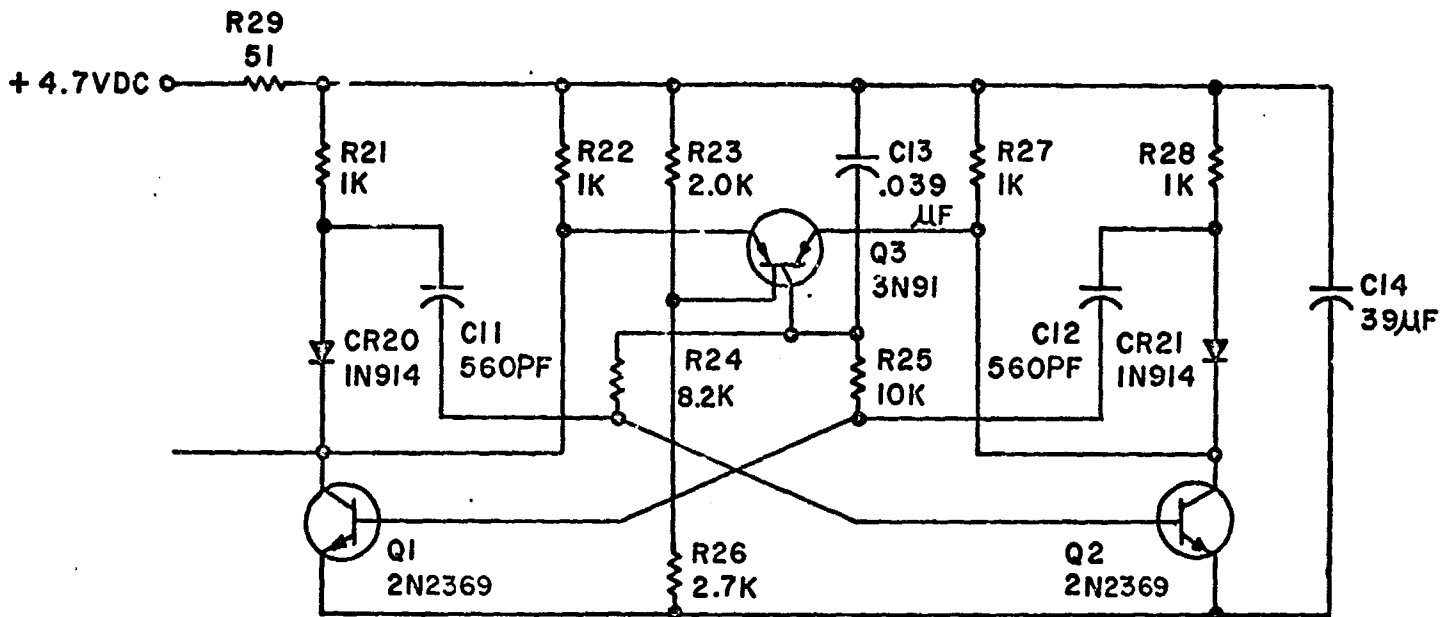 R29
51
+ 4.7VDC
R21
1K
R22
1K
R23
2.0K
C13
.039
µF
R27
1K
R28
1K
Q3
3N91
C14
39µF
CR20
1N914
C11
560PF
R24
8.2K
R25
10K
C12
560PF
CR21
1N914
Q1
2N2369
R26
2.7K
Q2
2N2369